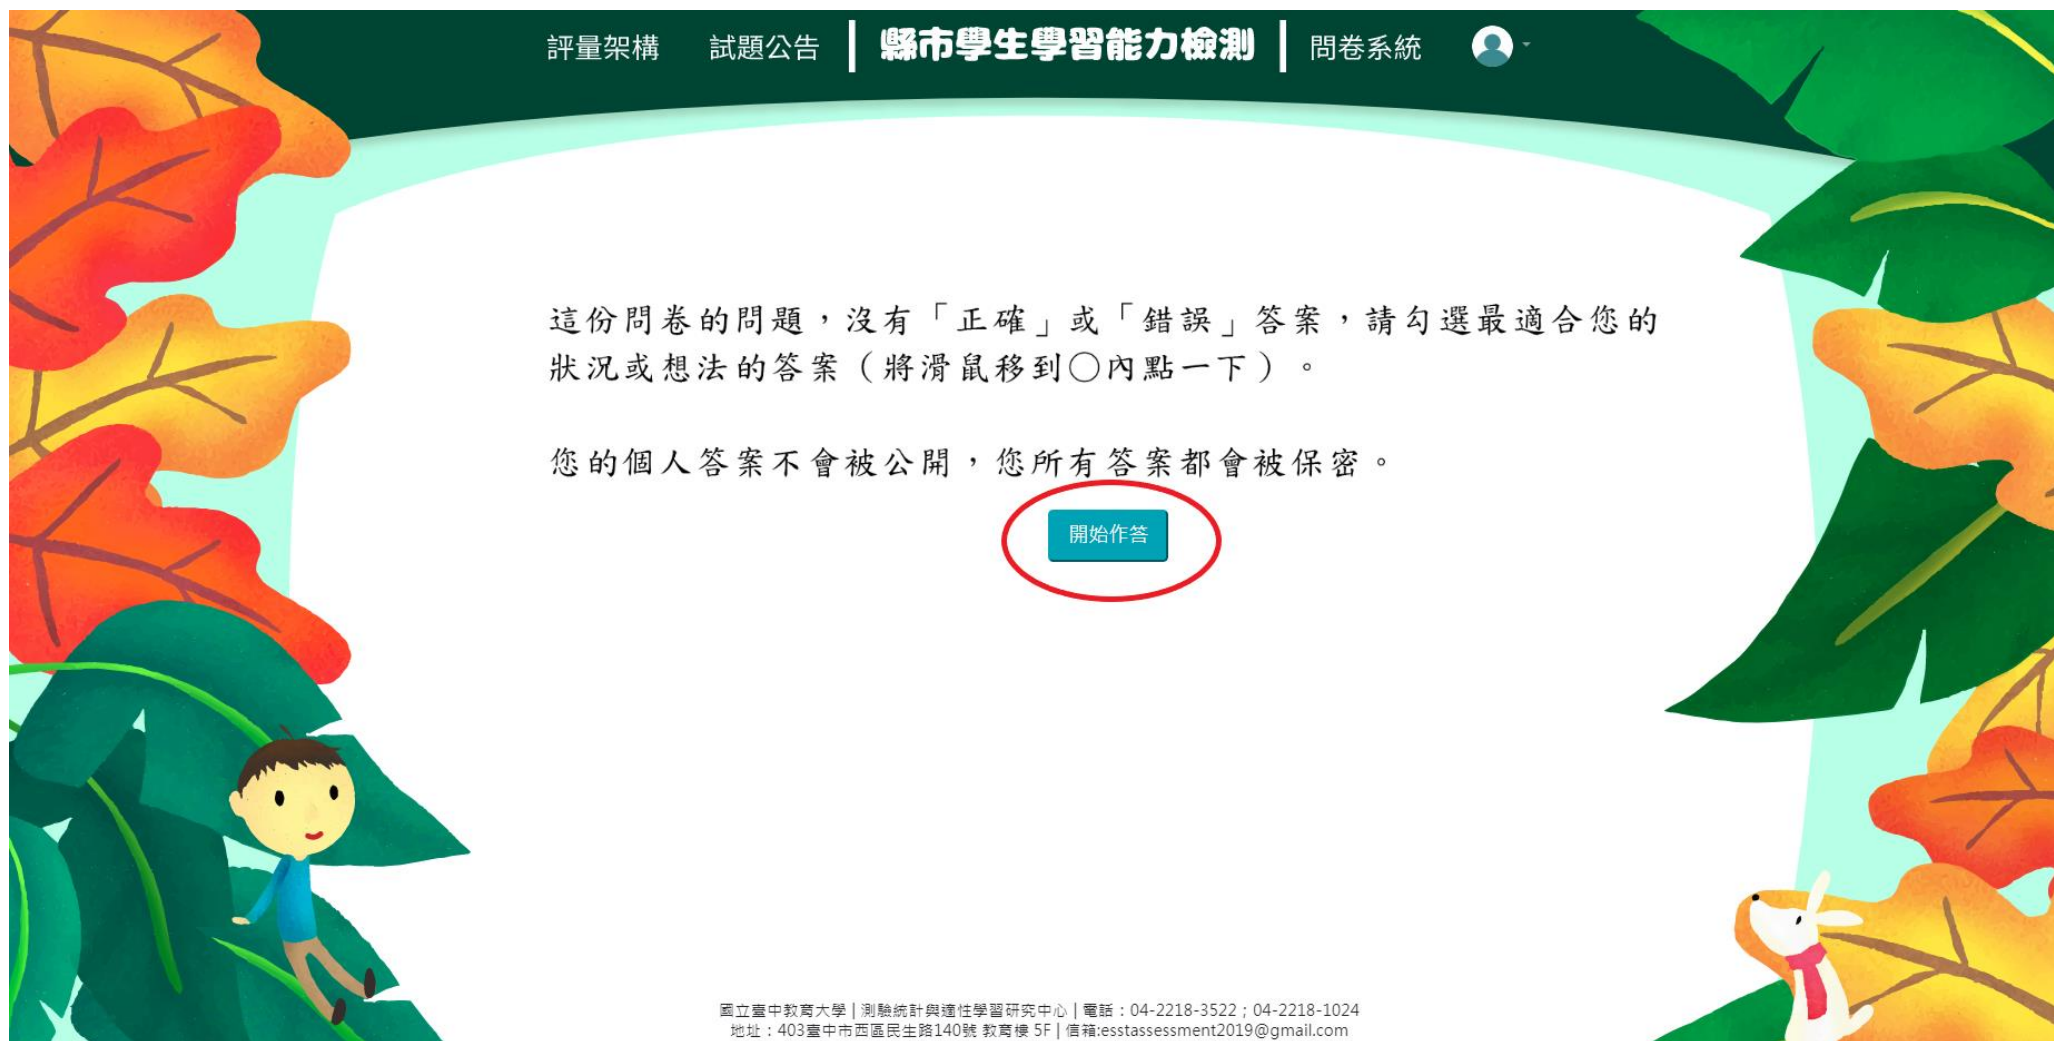 評量架構 試題公告 縣市學生學習能力檢測 問卷系統
這份問卷的問題，沒有「正確」或「錯誤」答案，請勾選最適合您的
狀況或想法的答案（將滑鼠移到○內點一下）。
您的個人答案不會被公開，您所有答案都會被保密。
開始作答
國立臺中教育大學 | 測驗統計與適性學習研究中心 | 電話：04-2218-3522；04-2218-1024
地址：403臺中市西區民生路140號 教育樓 5F | 信箱:esstassessment2019@gmail.com